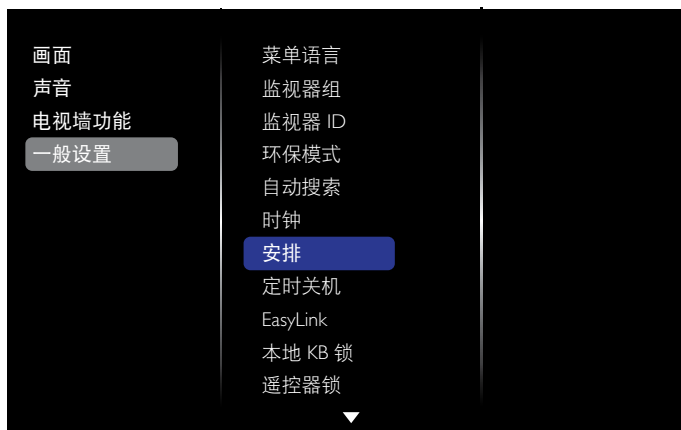 画面
声音
电视墙功能
一般设置
菜单语言
监视器组
监视器 ID
环保模式
自动搜索
时钟
安排
定时关机
EasyLink
本地 KB 锁
遥控器锁